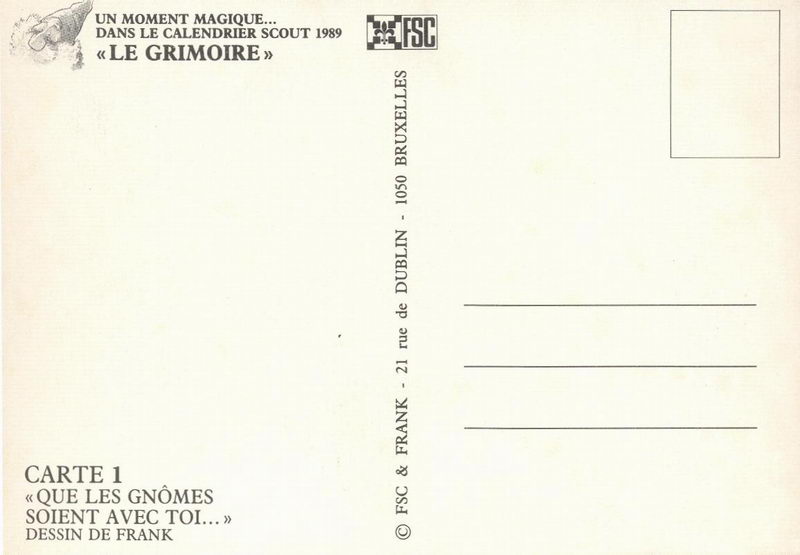 UN MOMENT MAGIQUE...
DANS LE CALENDRIER SCOUT 1989
«LE GRIMOIRE»
FSC
© FSC & FRANK - 21 rue de DUBLIN - 1050 BRUXELLES
CARTE 1
«QUE LES GNÔMES
SOIENT AVEC TOI...»
DESSIN DE FRANK